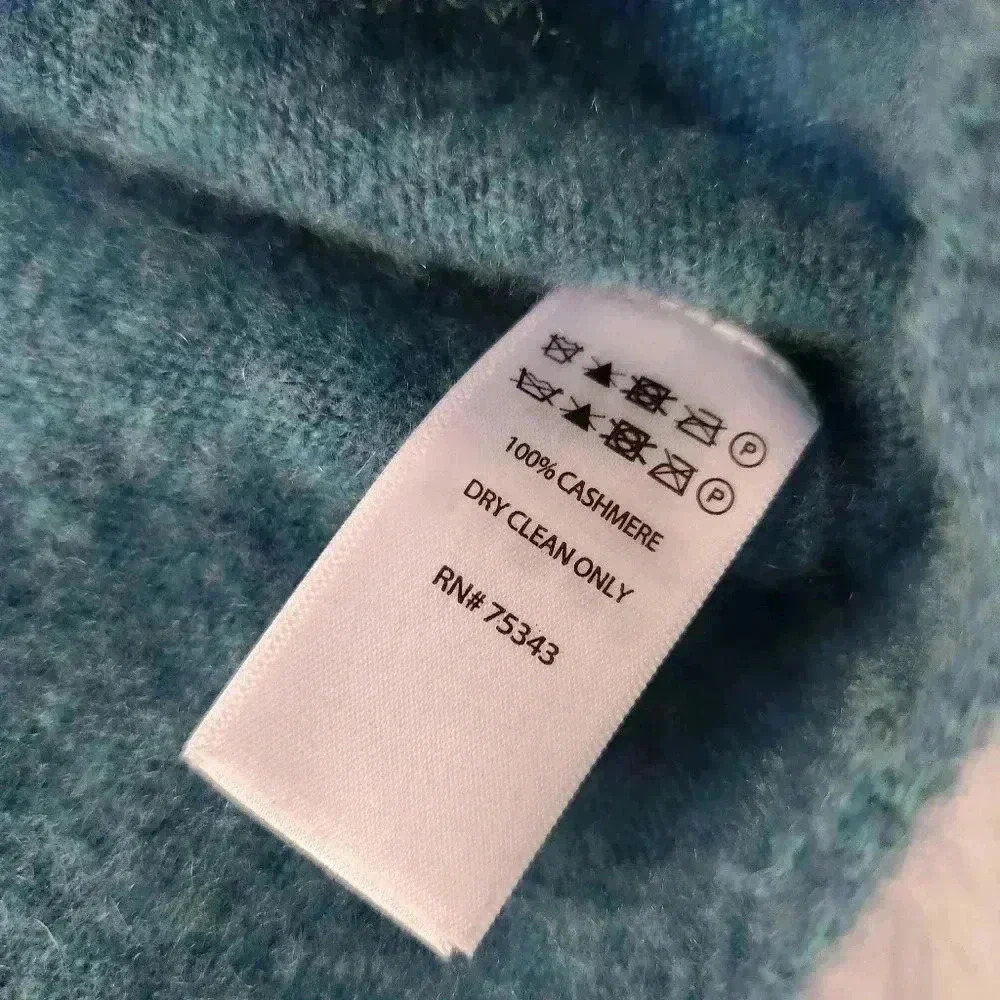 P
P
100% CASHMERE
DRY CLEAN ONLY
RN# 75343